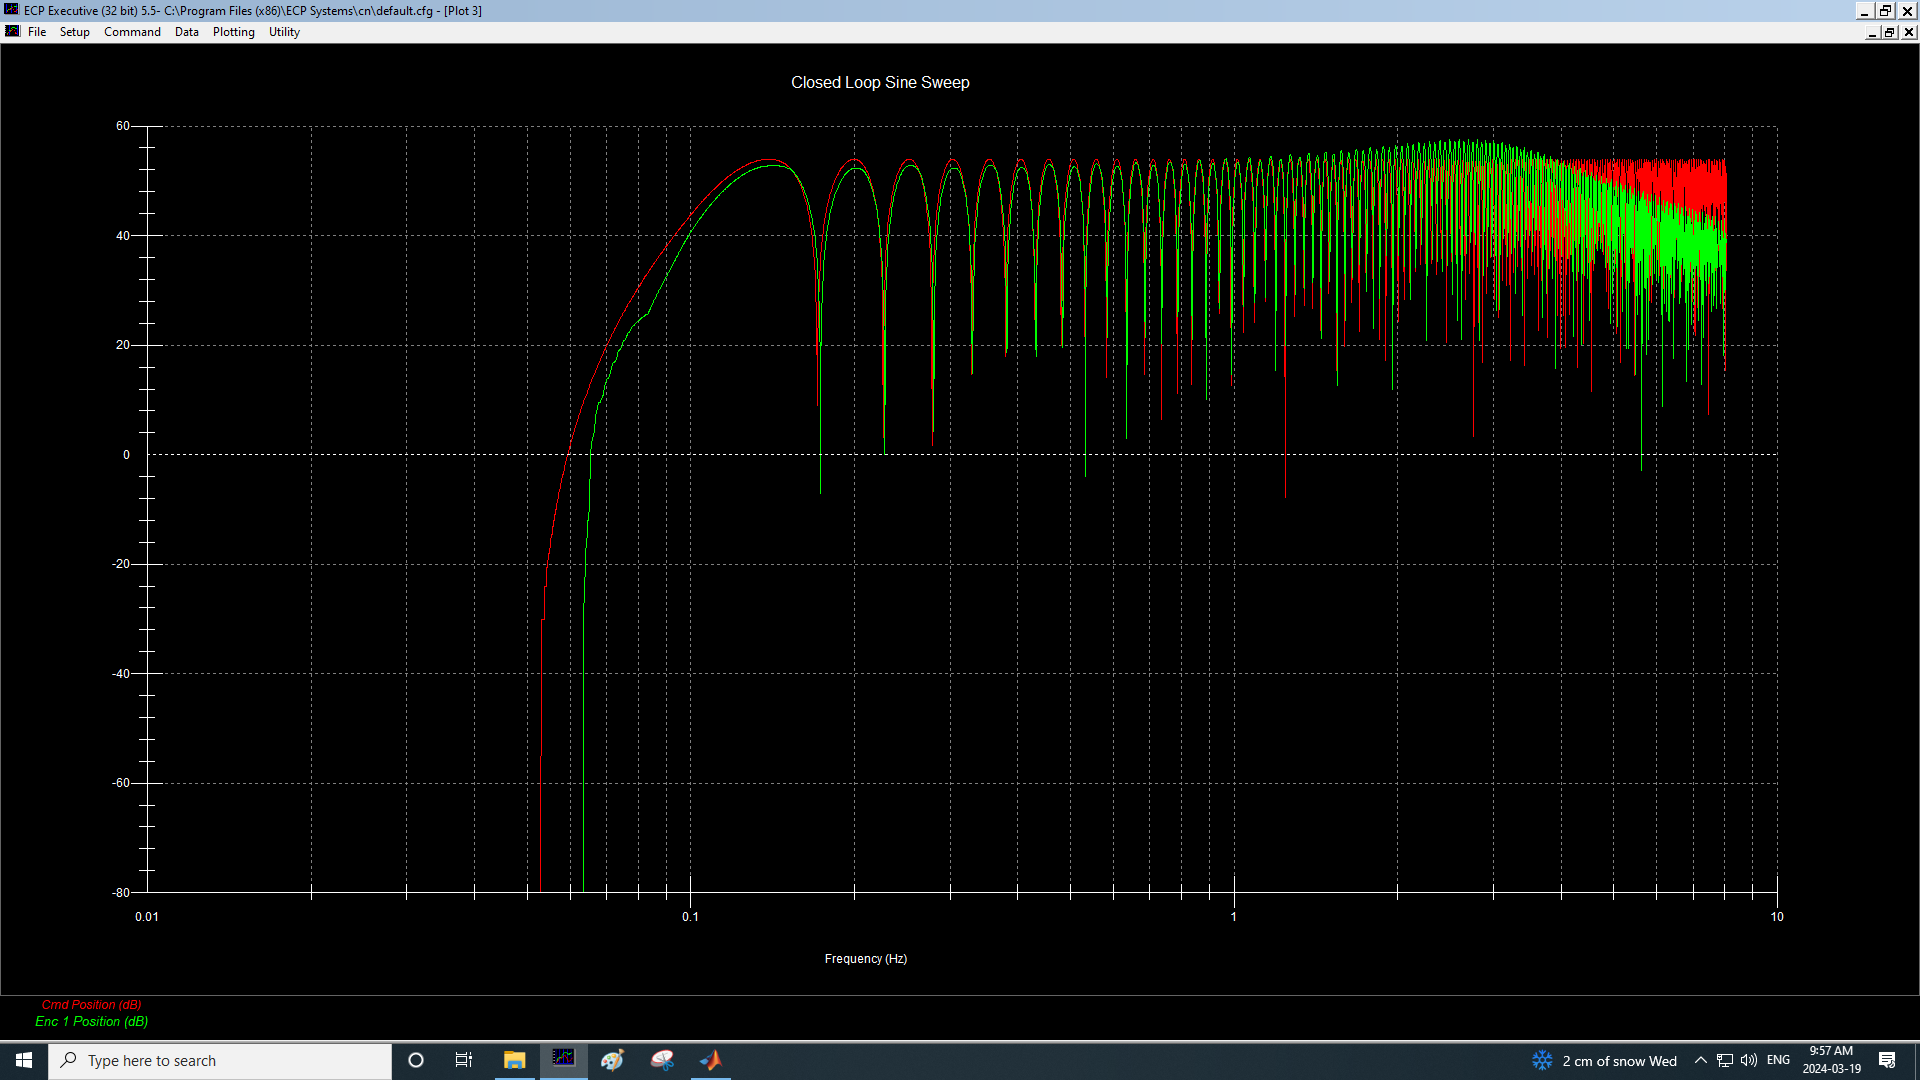 ECP Executive (32 bit) 5.5- C:\Program Files (x86)\ECP Systems\cn\default.cfg - [Plot 3]
File Setup Command Data Plotting Utility
Closed Loop Sine Sweep
60
40
20
0
-20
-40
-60
-80
0.01 0.1 1 10
Frequency (Hz)
Cmd Position (dB)
Enc 1 Position (dB)
Type here to search
2 cm of snow Wed
ENG
9:57 AM
2024-03-19